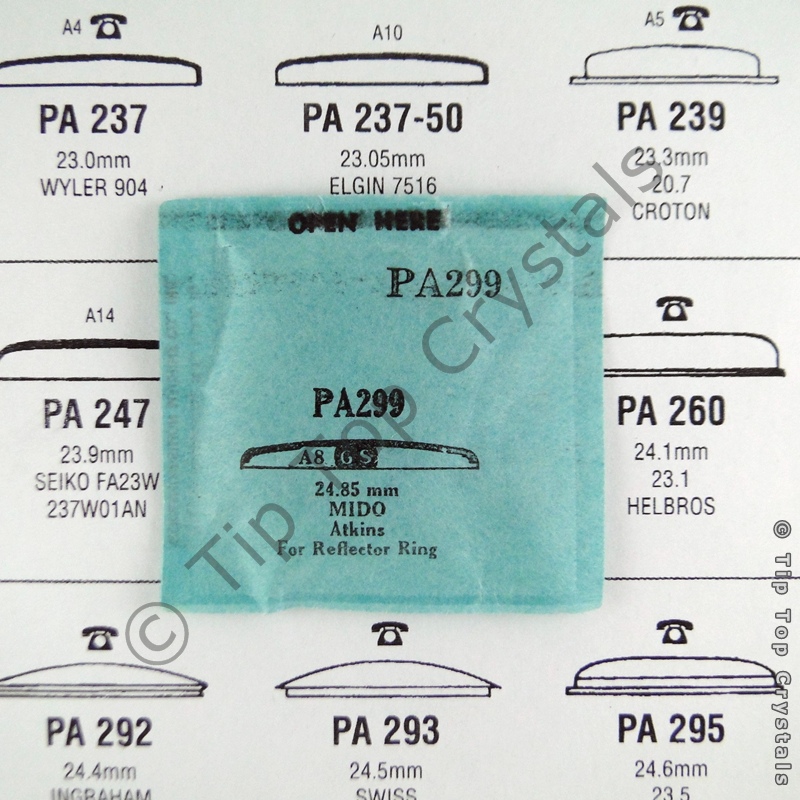 A4
PA 237
23.0mm
WYLER 904
A10
PA 237-50
23.05mm
ELGIN 7516
A5
PA 239
23.3mm
20.7
CROTON
OPEN HERE
PA299
PA299
A8 GS
24.85 mm
MIDO
Atkins
For Reflector Ring
A14
PA 247
23.9mm
SEIKO FA23W
237W01AN
PA 260
24.1mm
23.1
HELBROS
PA 292
24.4mm
INGRAHAM
PA 293
24.5mm
SWISS
PA 295
24.6mm
23.5
© Tip Top Crystals
© Tip Top Crystals